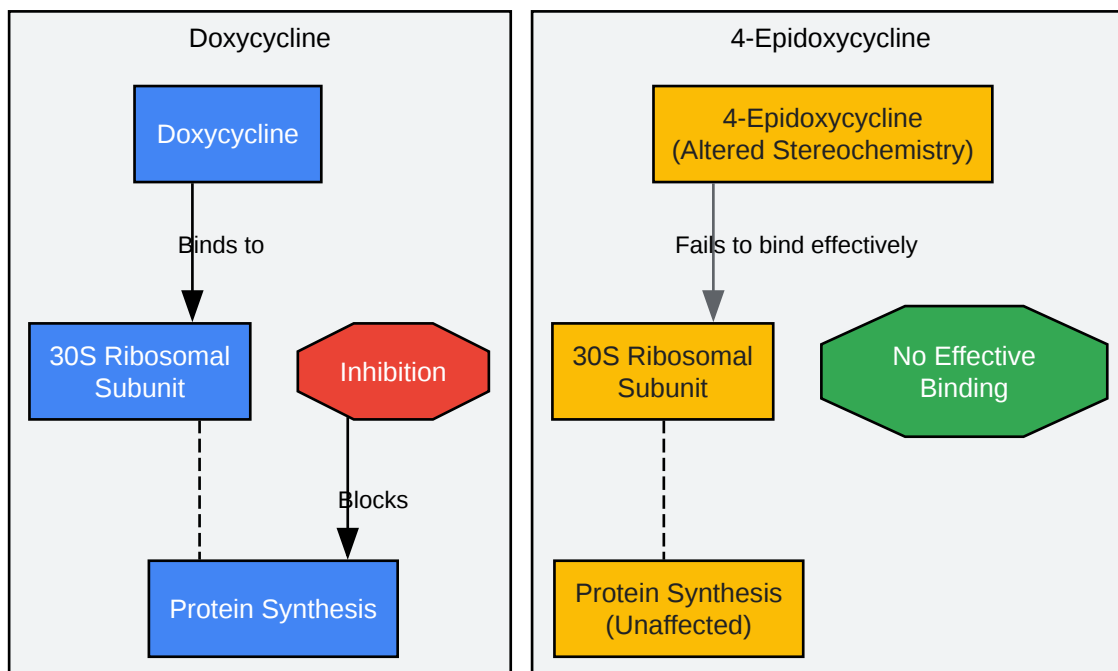 Doxycycline
Doxycycline
Binds to
30S Ribosomal
Subunit
Inhibition
Blocks
Protein Synthesis
4-Epidoxycycline
4-Epidoxycycline
(Altered Stereochemistry)
Fails to bind effectively
30S Ribosomal
Subunit
No Effective
Binding
Protein Synthesis
(Unaffected)